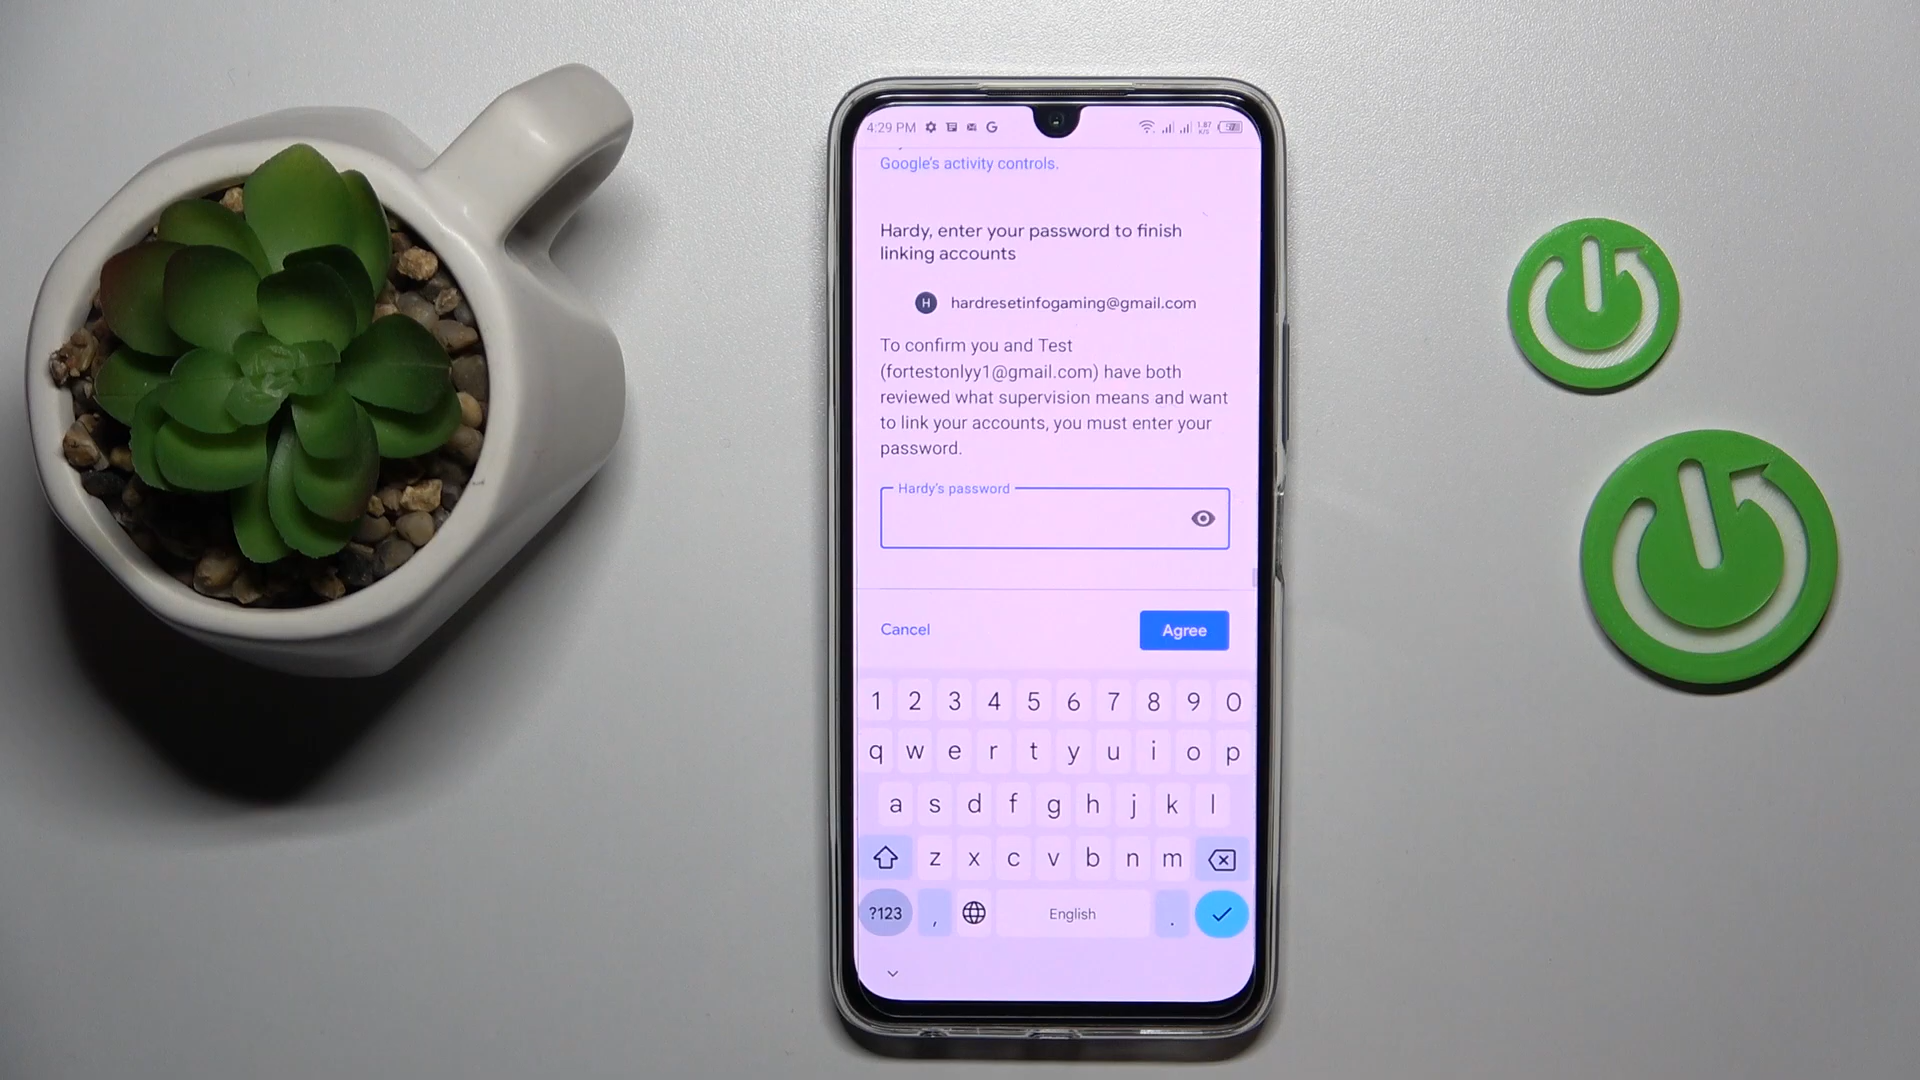 4:29 PM G 1.87 K/S
Google's activity controls.
Hardy, enter your password to finish
linking accounts
H hardresetinfogaming@gmail.com
To confirm you and Test
(fortestonlyy1@gmail.com) have both
reviewed what supervision means and want
to link your accounts, you must enter your
password.
Hardy's password
Cancel Agree
1 2 3 4 5 6 7 8 9 0
q w e r t y u i o p
a s d f g h j k l
z x c v b n m
?123 , English .